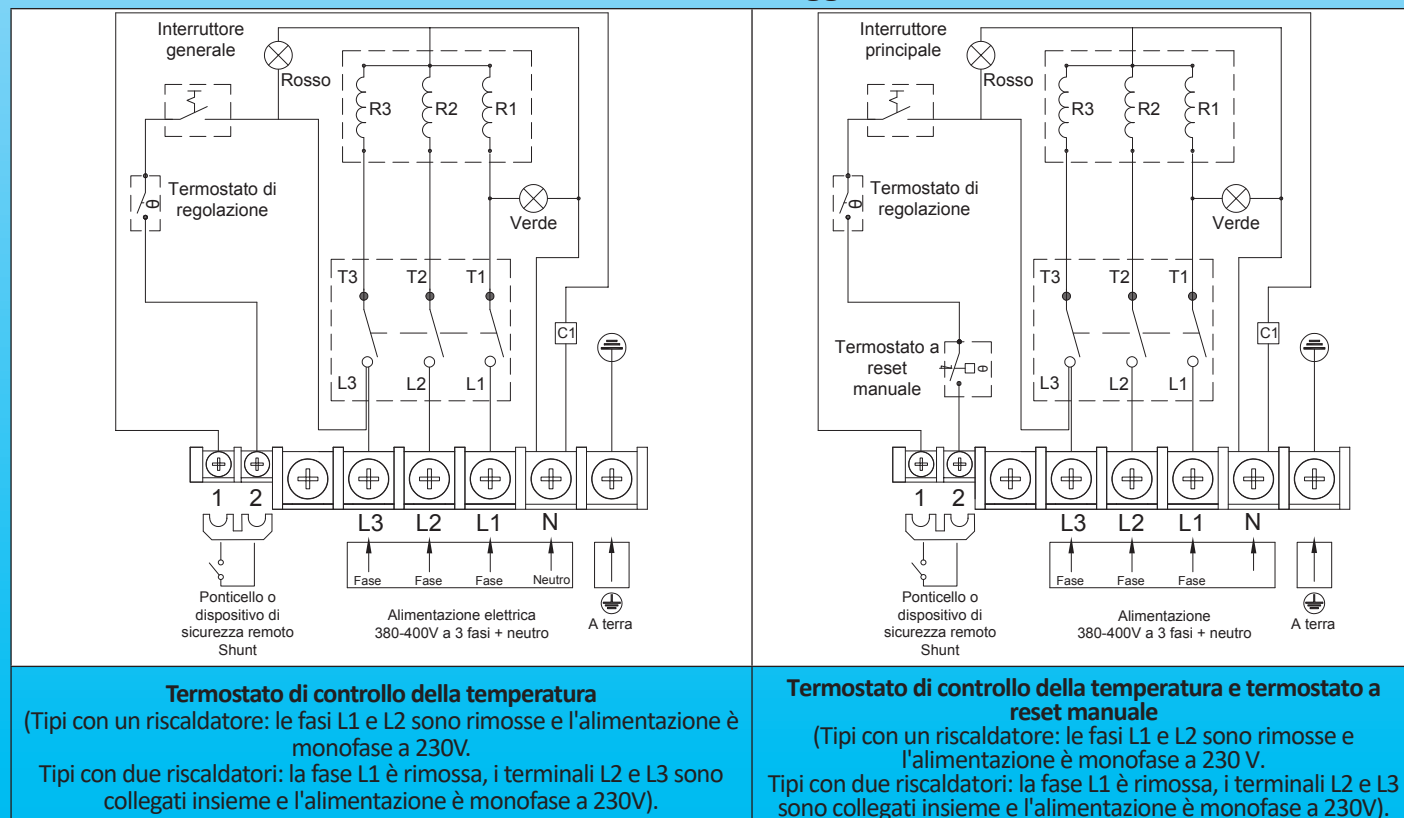 Interruttore
generale
Rosso
R3
R2
R1
Termostato di
regolazione
θ
Verde
T3
T2
T1
C1
L3
L2
L1
1
2
L3
L2
L1
N
Fase
Fase
Fase
Neutro
Ponticello o
dispositivo di
sicurezza remoto
Shunt
Alimentazione elettrica
380-400V a 3 fasi + neutro
A terra
Termostato di controllo della temperatura
(Tipi con un riscaldatore: le fasi L1 e L2 sono rimosse e l'alimentazione è
monofase a 230V.
Tipi con due riscaldatori: la fase L1 è rimossa, i terminali L2 e L3 sono
collegati insieme e l'alimentazione è monofase a 230V).
Interruttore
principale
Rosso
R3
R2
R1
Termostato di
regolazione
θ
Verde
T3
T2
T1
C1
Termostato a
reset
manuale
θ
L3
L2
L1
1
2
L3
L2
L1
N
Fase
Fase
Fase
Ponticello o
dispositivo di
sicurezza remoto
Shunt
Alimentazione
380-400V a 3 fasi + neutro
A terra
Termostato di controllo della temperatura e termostato a
reset manuale
(Tipi con un riscaldatore: le fasi L1 e L2 sono rimosse e
l'alimentazione è monofase a 230 V.
Tipi con due riscaldatori: la fase L1 è rimossa, i terminali L2 e L3
sono collegati insieme e l'alimentazione è monofase a 230V).